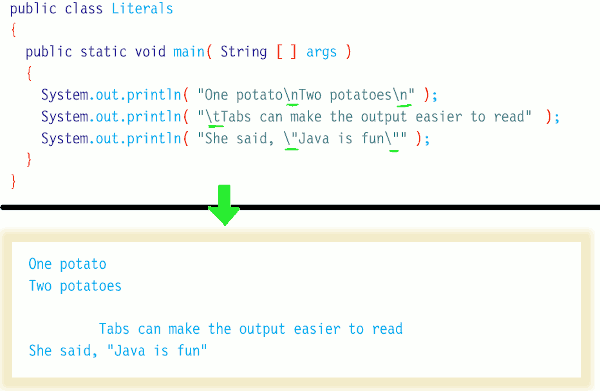 public class Literals
{
public static void main( String [ ] args )
{
System.out.println( "One potato\nTwo potatoes\n" );
System.out.println( "\tTabs can make the output easier to read"  );
System.out.println( "She said, \"Java is fun\"" );
}
}
One potato
Two potatoes
Tabs can make the output easier to read
She said, "Java is fun"